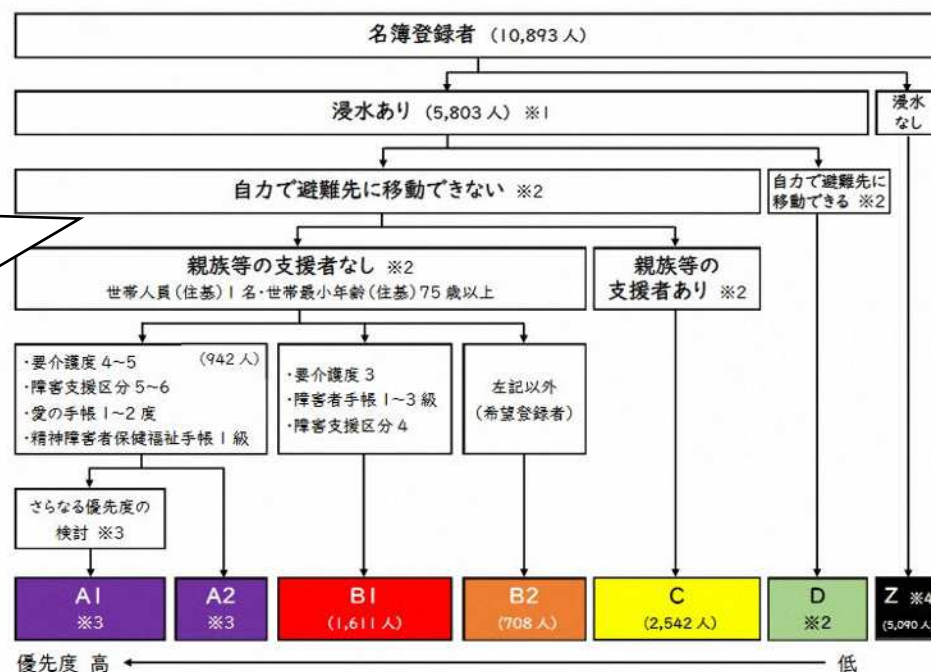 名簿登録者 (10,893人)
浸水あり (5,803人) ※1
浸水
なし
自力で避難先に移動できない ※2
自力で避難先に
移動できる ※2
親族等の支援者なし ※2
世帯人員(住基)1名・世帯最小年齢(住基)75歳以上
親族等の
支援者あり ※2
・要介護度4~5 (942人)
・障害支援区分5~6
・愛の手帳1~2度
・精神障害者保健福祉手帳1級
・要介護度3
・障害者手帳1~3級
・障害支援区分4
左記以外
(希望登録者)
さらなる優先度の
検討 ※3
A1
※3
A2
※3
B1
(1,611人)
B2
(708人)
C
(2,542人)
D
※2
Z ※4
(5,090人)
優先度 高
低